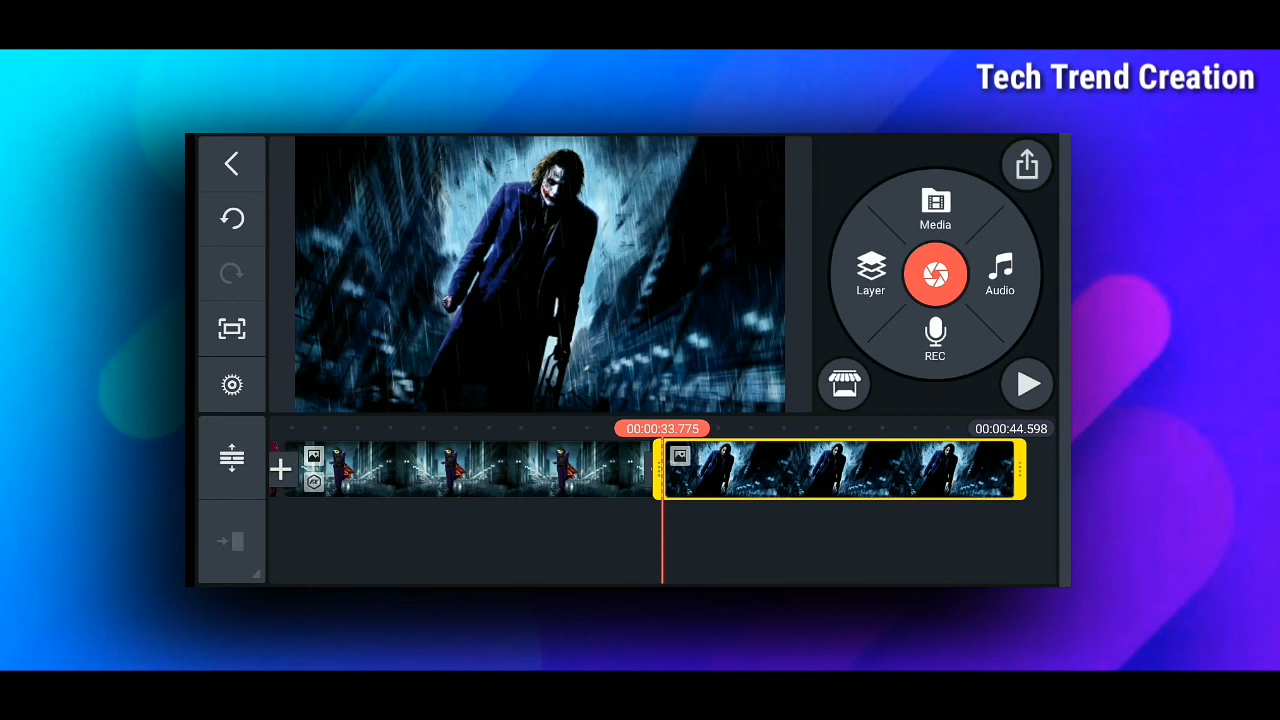 Tech Trend Creation
Media
Layer
Audio
REC
00:00:33.775
00:00:44.598